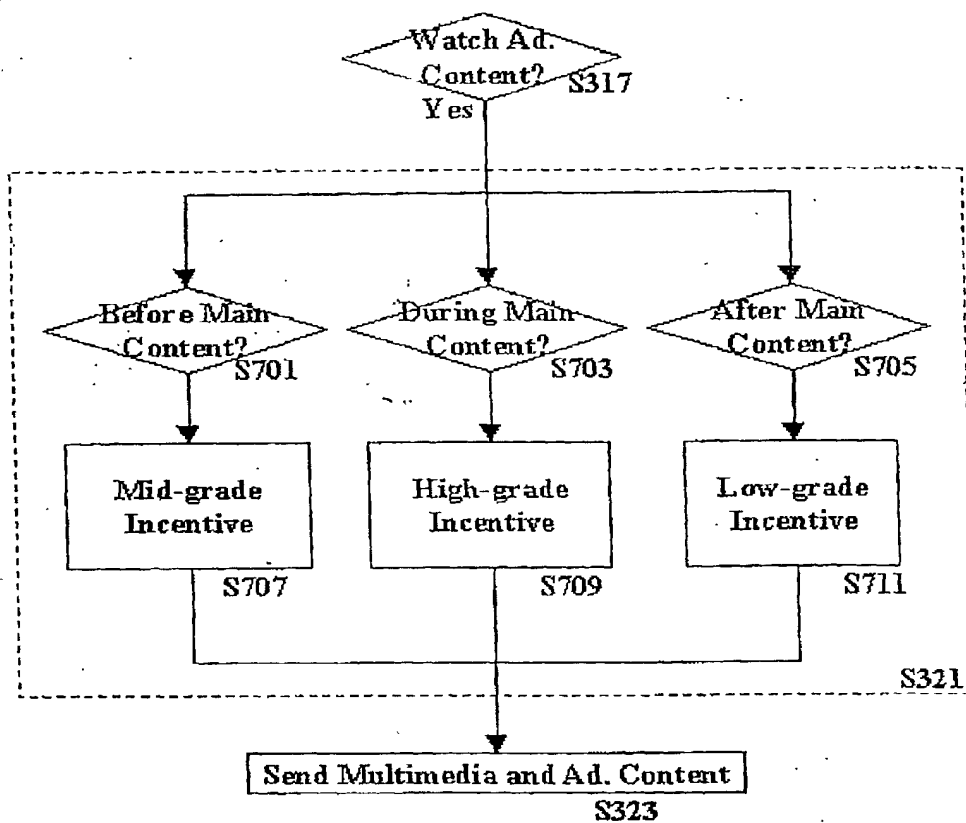 Watch Ad.
Content?
S317
Yes
Before Main
Content?
S701
During Main
Content?
S703
After Main
Content?
S705
Mid-grade
Incentive
S707
High-grade
Incentive
S709
Low-grade
Incentive
S711
S321
Send Multimedia and Ad. Content
S323